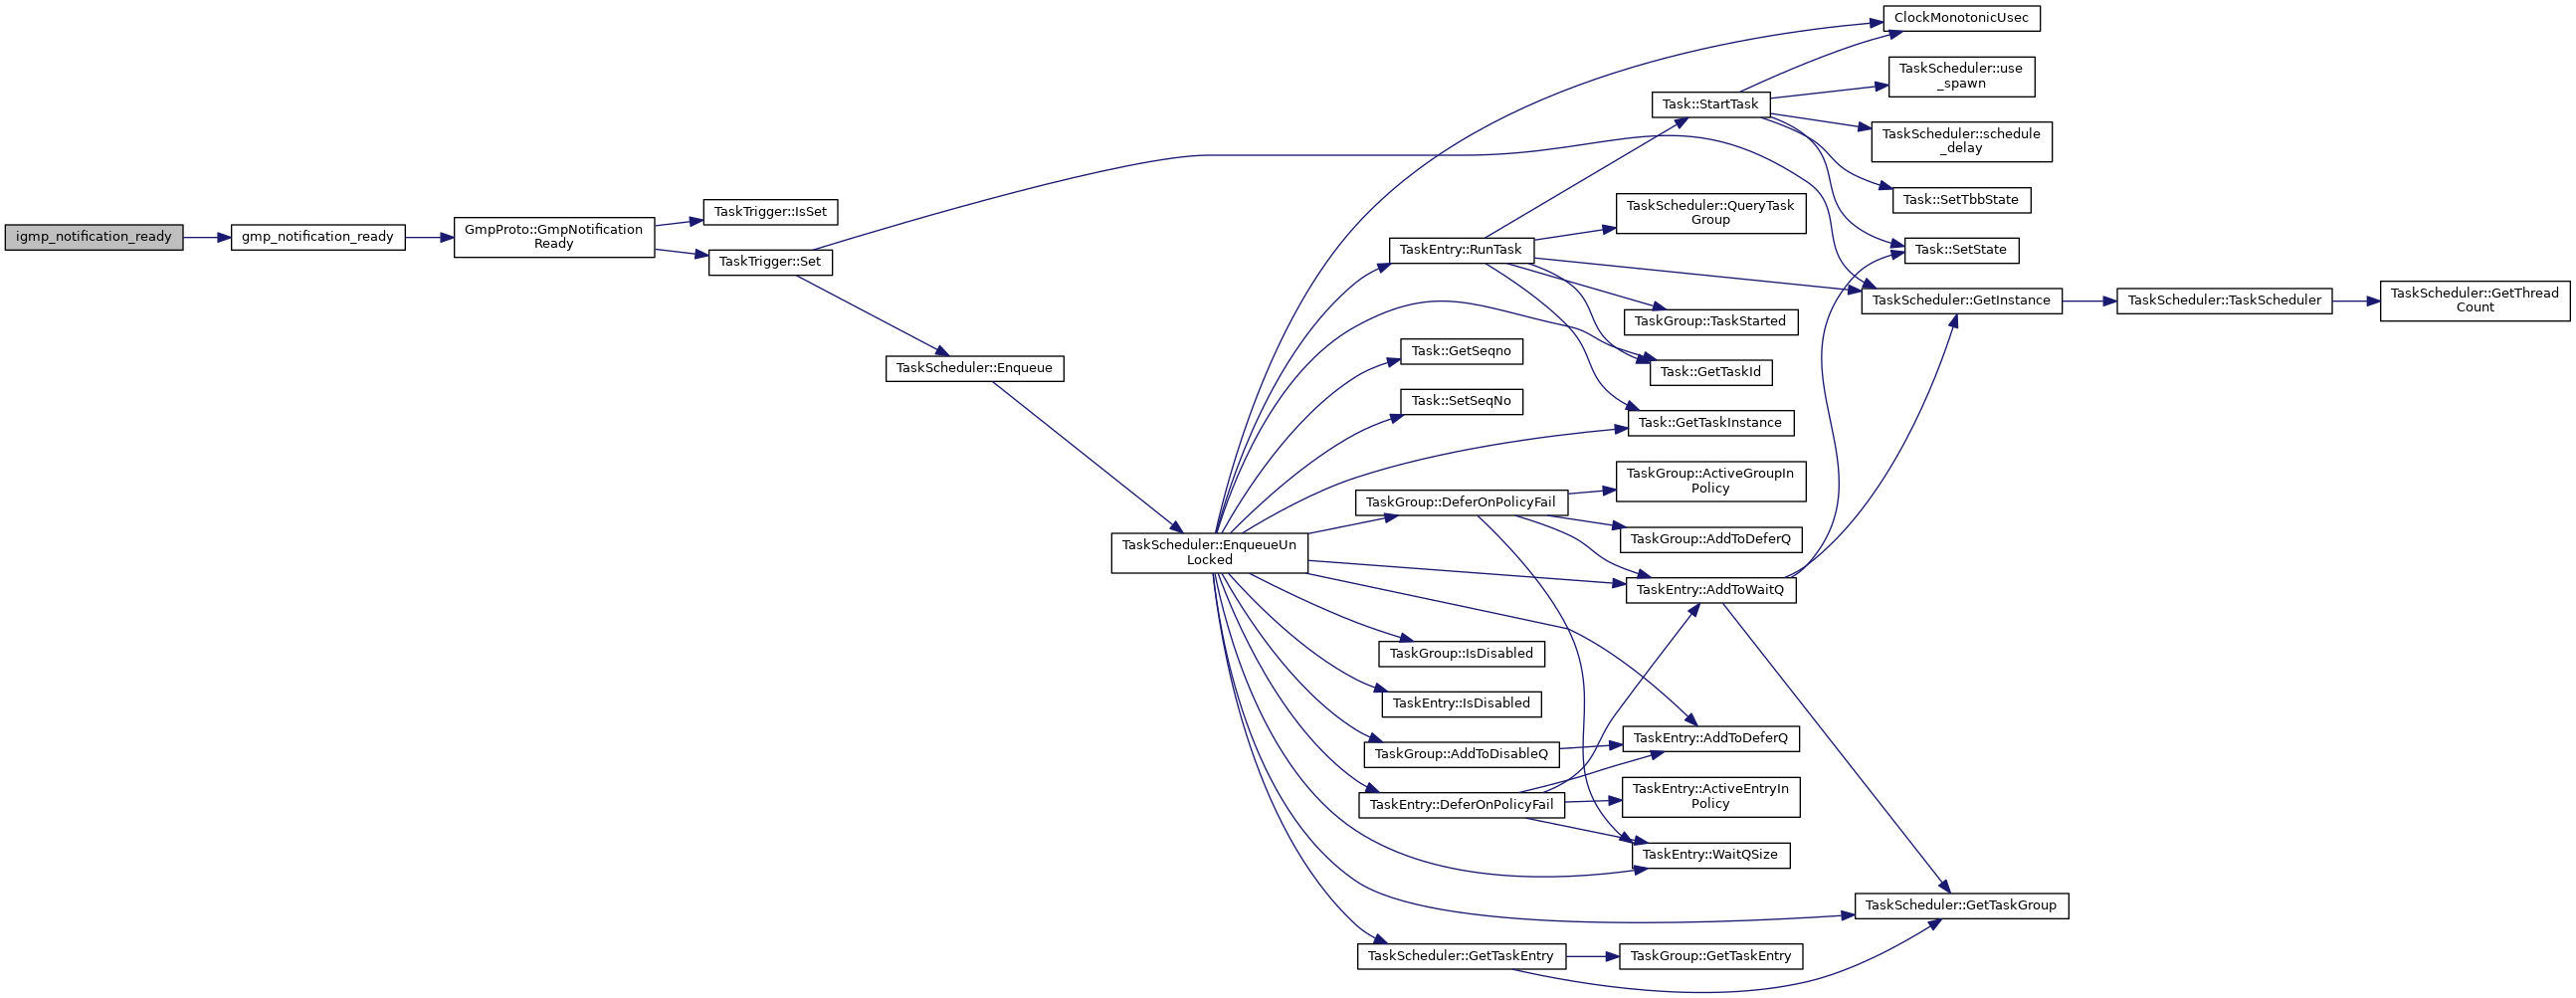 igmp_notification_ready
gmp_notification_ready
GmpProto::GmpNotification
Ready
TaskTrigger::IsSet
TaskTrigger::Set
TaskScheduler::Enqueue
TaskScheduler::EnqueueUn
Locked
TaskEntry::RunTask
Task::GetSeqno
Task::SetSeqNo
TaskGroup::DeferOnPolicyFail
TaskGroup::IsDisabled
TaskEntry::IsDisabled
TaskGroup::AddToDisableQ
TaskEntry::DeferOnPolicyFail
TaskScheduler::GetTaskEntry
Task::StartTask
TaskScheduler::QueryTask
Group
TaskGroup::TaskStarted
Task::GetTaskId
Task::GetTaskInstance
TaskGroup::ActiveGroupIn
Policy
TaskGroup::AddToDeferQ
TaskEntry::AddToWaitQ
TaskEntry::AddToDeferQ
TaskEntry::ActiveEntryIn
Policy
TaskEntry::WaitQSize
TaskGroup::GetTaskEntry
ClockMonotonicUsec
TaskScheduler::use
_spawn
TaskScheduler::schedule
_delay
Task::SetTbbState
Task::SetState
TaskScheduler::GetInstance
TaskScheduler::GetTaskGroup
TaskScheduler::TaskScheduler
TaskScheduler::GetThread
Count